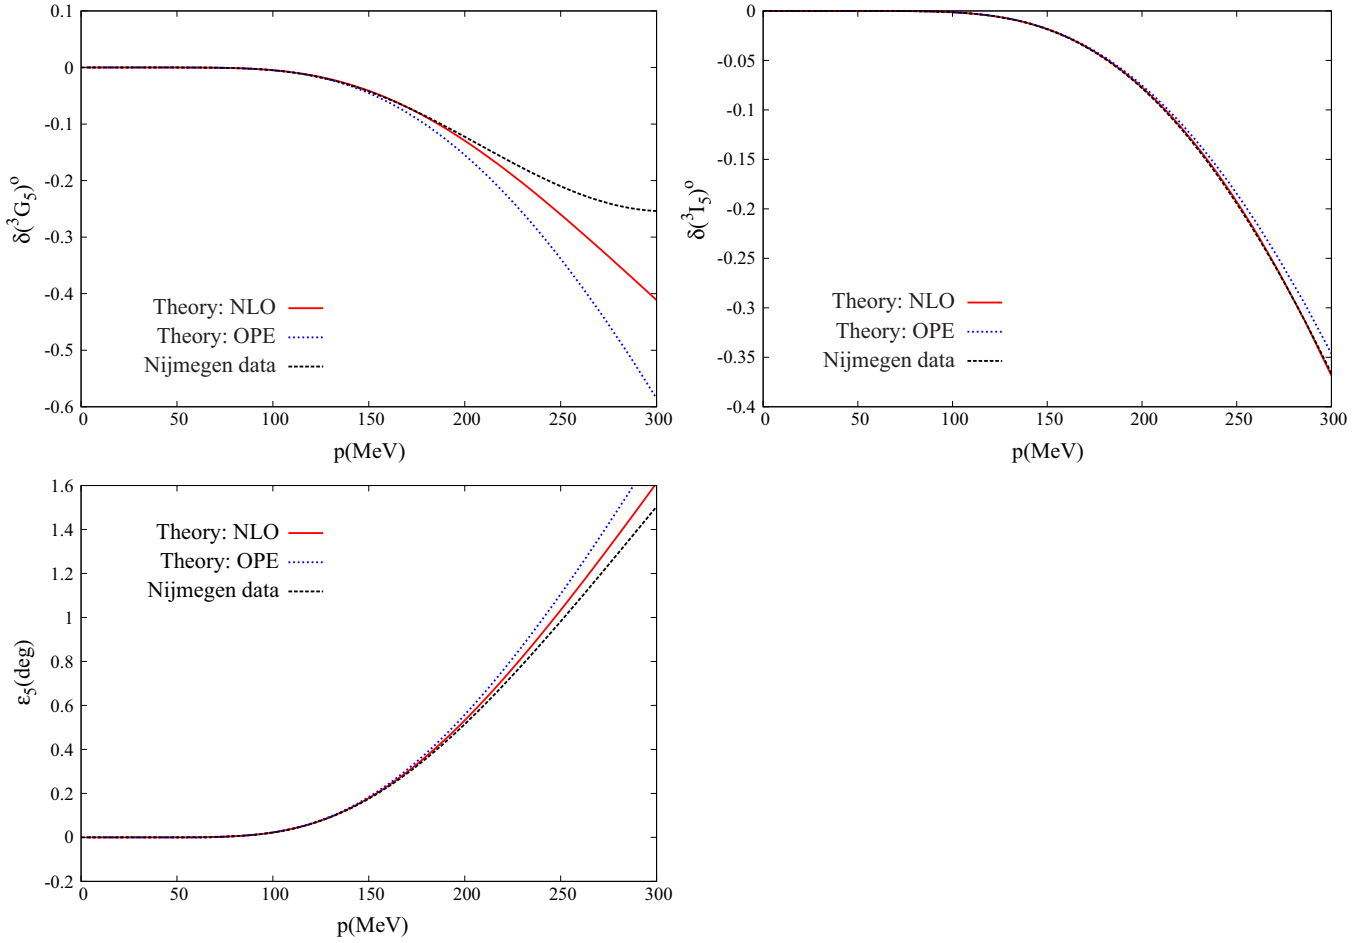 0.1
0
-0.1
-0.2
-0.3
-0.4
-0.5
-0.6
δ(³G₅)⁰
Theory: NLO
Theory: OPE
Nijmegen data
0 50 100 150 200 250 300
p(MeV)
0
-0.05
-0.1
-0.15
-0.2
-0.25
-0.3
-0.35
-0.4
δ(³I₅)⁰
Theory: NLO
Theory: OPE
Nijmegen data
0 50 100 150 200 250 300
p(MeV)
1.6
1.4
1.2
1
0.8
0.6
0.4
0.2
0
-0.2
ε₅(deg)
Theory: NLO
Theory: OPE
Nijmegen data
0 50 100 150 200 250 300
p(MeV)